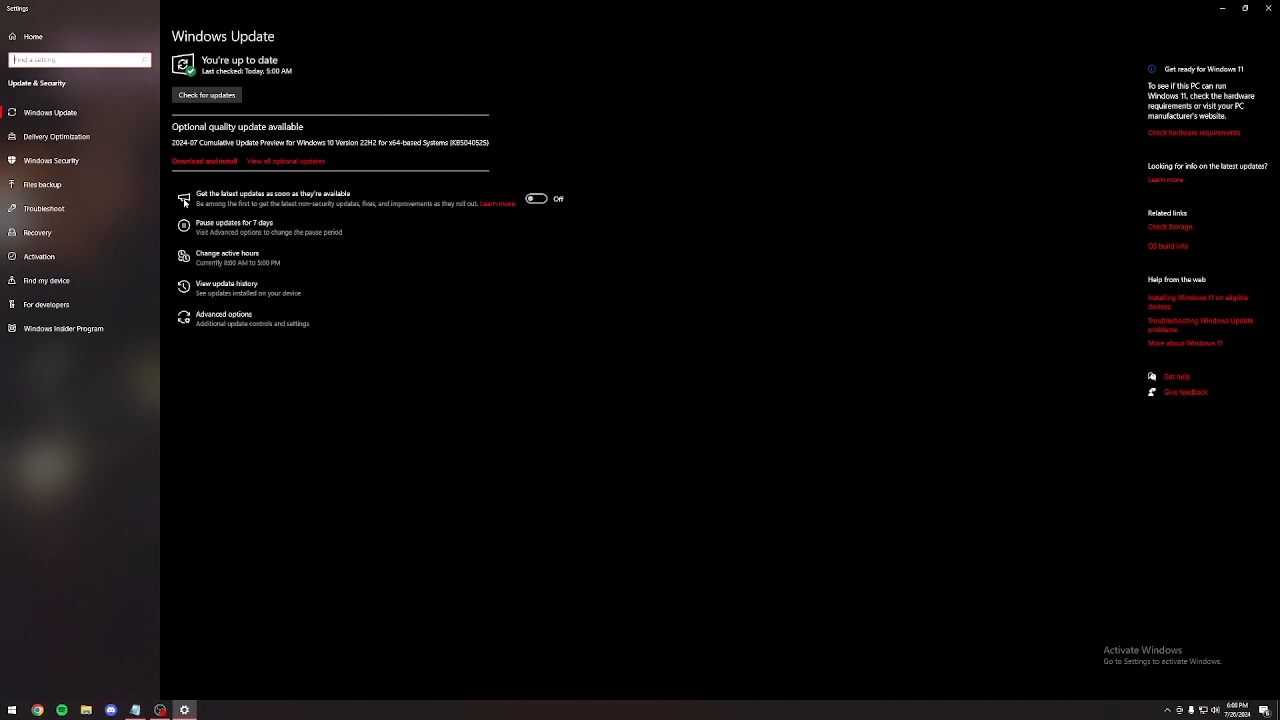 Settings
Home
Find a setting
Update & Security
Windows Update
Delivery Optimization
Windows Security
File backup
Troubleshoot
Recovery
Activation
Find my device
For developers
Windows Insider Program
Windows Update
You're up to date
Last checked: Today, 5:00 AM
Check for updates
Optional quality update available
2024-07 Cumulative Update Preview for Windows 10 Version 22H2 for x64-based Systems (KB5040525)
Download and install View all optional updates
Get the latest updates as soon as they're available
Be among the first to get the latest non-security updates, fixes, and improvements as they roll out. Learn more
Off
Pause updates for 7 days
Visit Advanced options to change the pause period
Change active hours
Currently 8:00 AM to 5:00 PM
View update history
See updates installed on your device
Advanced options
Additional update controls and settings
Get ready for Windows 11
To see if this PC can run
Windows 11, check the hardware
requirements or visit your PC
manufacturer's website.
Check hardware requirements
Looking for info on the latest updates?
Learn more
Related links
Check Storage
OS build info
Help from the web
Installing Windows 11 on eligible
devices
Troubleshooting Windows Update
problems
More about Windows 11
Get help
Give feedback
Activate Windows
Go to Settings to activate Windows.
6:08 PM
7/20/2024